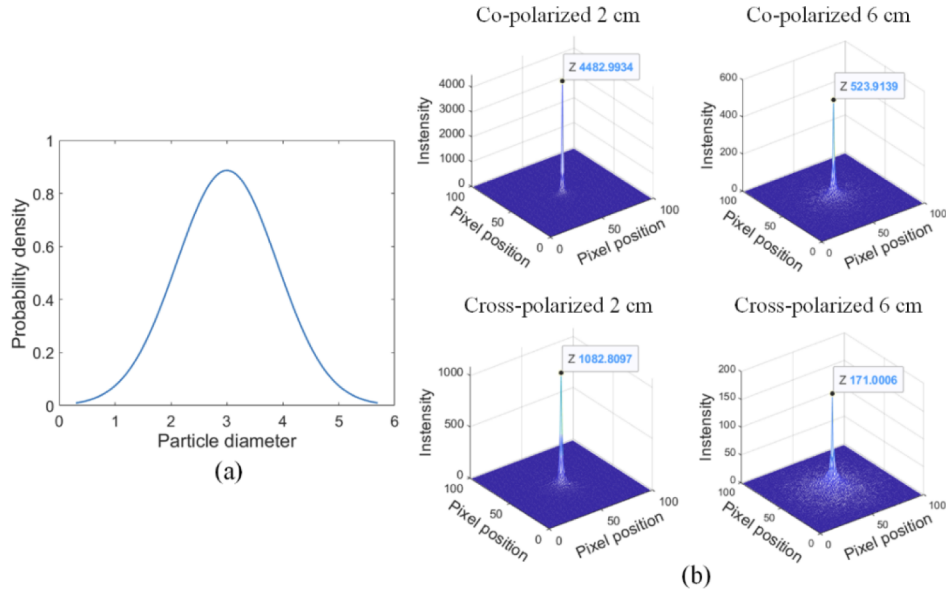 Co-polarized 2 cm
Co-polarized 6 cm
Z 4482.9934
4000
3000
2000
1000
0
Instensity
100
50
0
Pixel position
0
50
100
Pixel position
Z 523.9139
600
400
200
0
Instensity
100
50
0
Pixel position
0
50
100
Pixel position
1
0.8
0.6
0.4
0.2
0
Probability density
0 1 2 3 4 5 6
Particle diameter
(a)
Cross-polarized 2 cm
Cross-polarized 6 cm
Z 1082.8097
1000
500
0
Instensity
100
50
0
Pixel position
0
50
100
Pixel position
Z 171.0006
200
150
100
50
0
Instensity
100
50
0
Pixel position
0
50
100
Pixel position
(b)